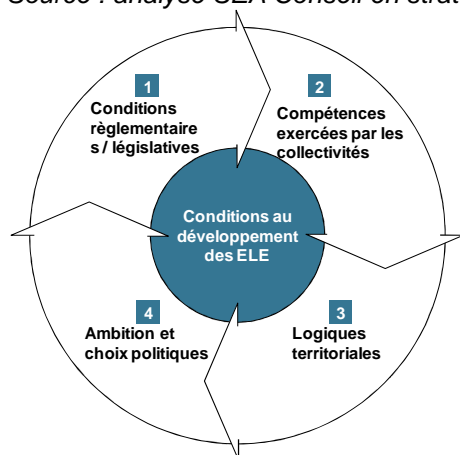 Source : analyse SEA Conseil en strat
1
Conditions
règlementaire
s / législatives
2
Compétences
exercées par les
collectivités
Conditions au
développement
des ELE
4
Ambition et
choix politiques
3
Logiques
territoriales